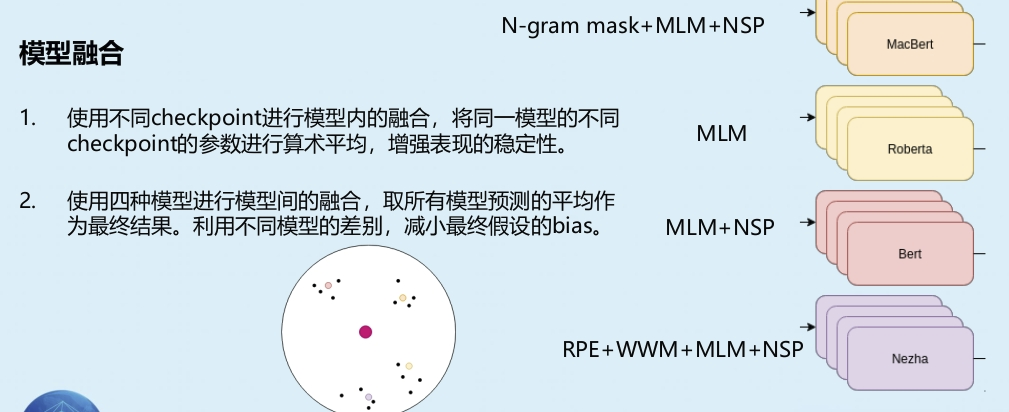 模型融合
1. 使用不同checkpoint进行模型内的融合，将同一模型的不同
checkpoint的参数进行算术平均，增强表现的稳定性。
2. 使用四种模型进行模型间的融合，取所有模型预测的平均作
为最终结果。利用不同模型的差别，减小最终假设的bias。
N-gram mask+MLM+NSP
MacBert
MLM
Roberta
MLM+NSP
Bert
RPE+WWM+MLM+NSP
Nezha